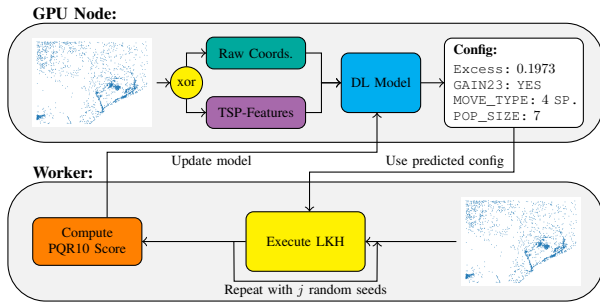 GPU Node:
xor
Raw Coords.
TSP-Features
DL Model
Config:
Excess: 0.1973
GAIN23: YES
MOVE_TYPE: 4 SP.
POP_SIZE: 7
Update model
Use predicted config
Worker:
Compute
PQR10 Score
Execute LKH
Repeat with j random seeds